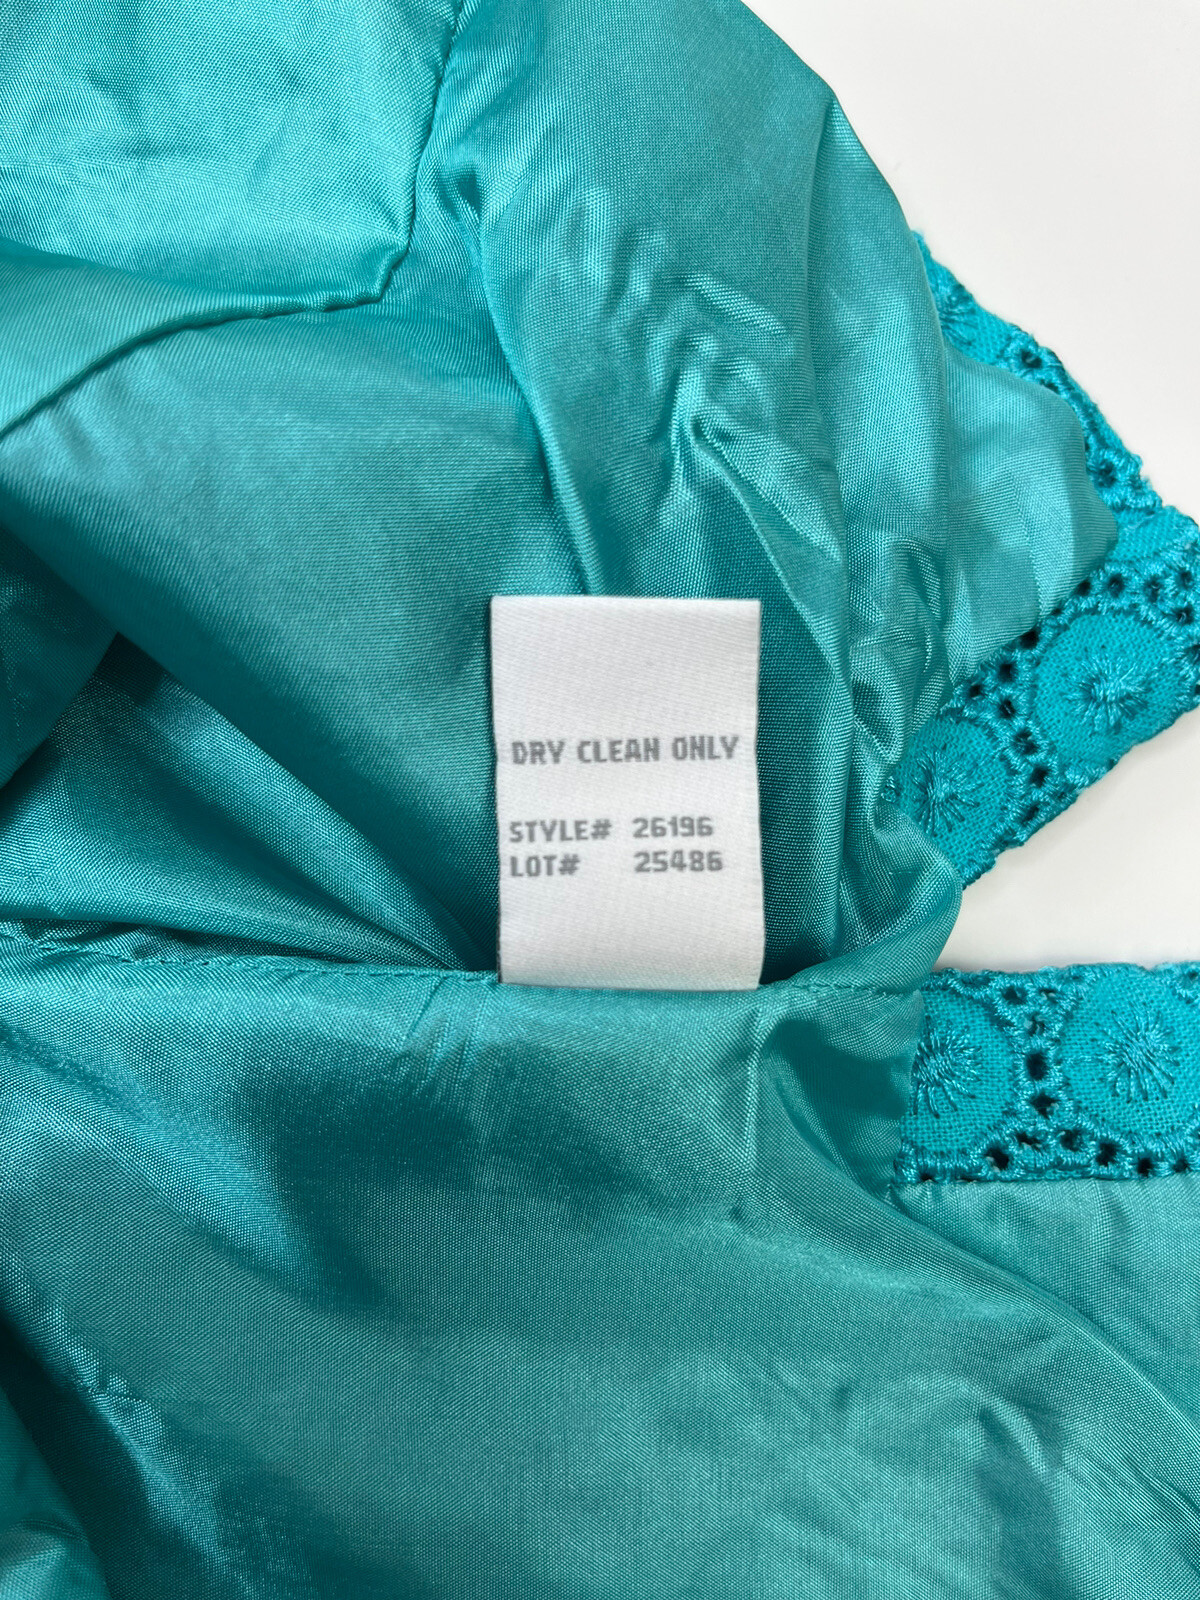 DRY CLEAN ONLY
STYLE# 26196
LOT# 25486